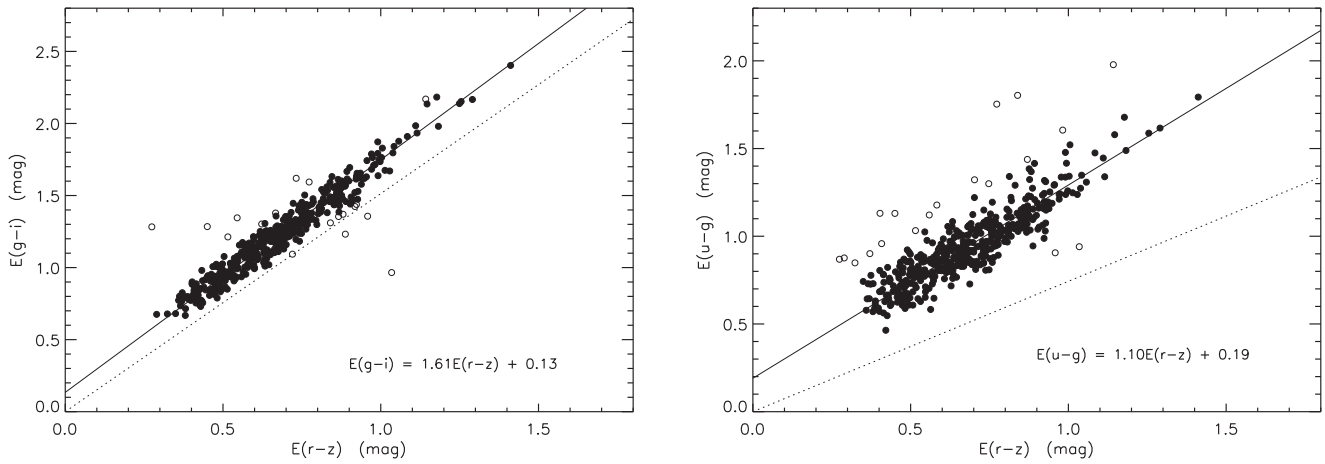 2.5
2.0
1.5
1.0
0.5
0.0
E(g−i) (mag)
E(g−i) = 1.61E(r−z) + 0.13
0.0 0.5 1.0 1.5
E(r−z) (mag)
2.0
1.5
1.0
0.5
0.0
E(u−g) (mag)
E(u−g) = 1.10E(r−z) + 0.19
0.0 0.5 1.0 1.5
E(r−z) (mag)